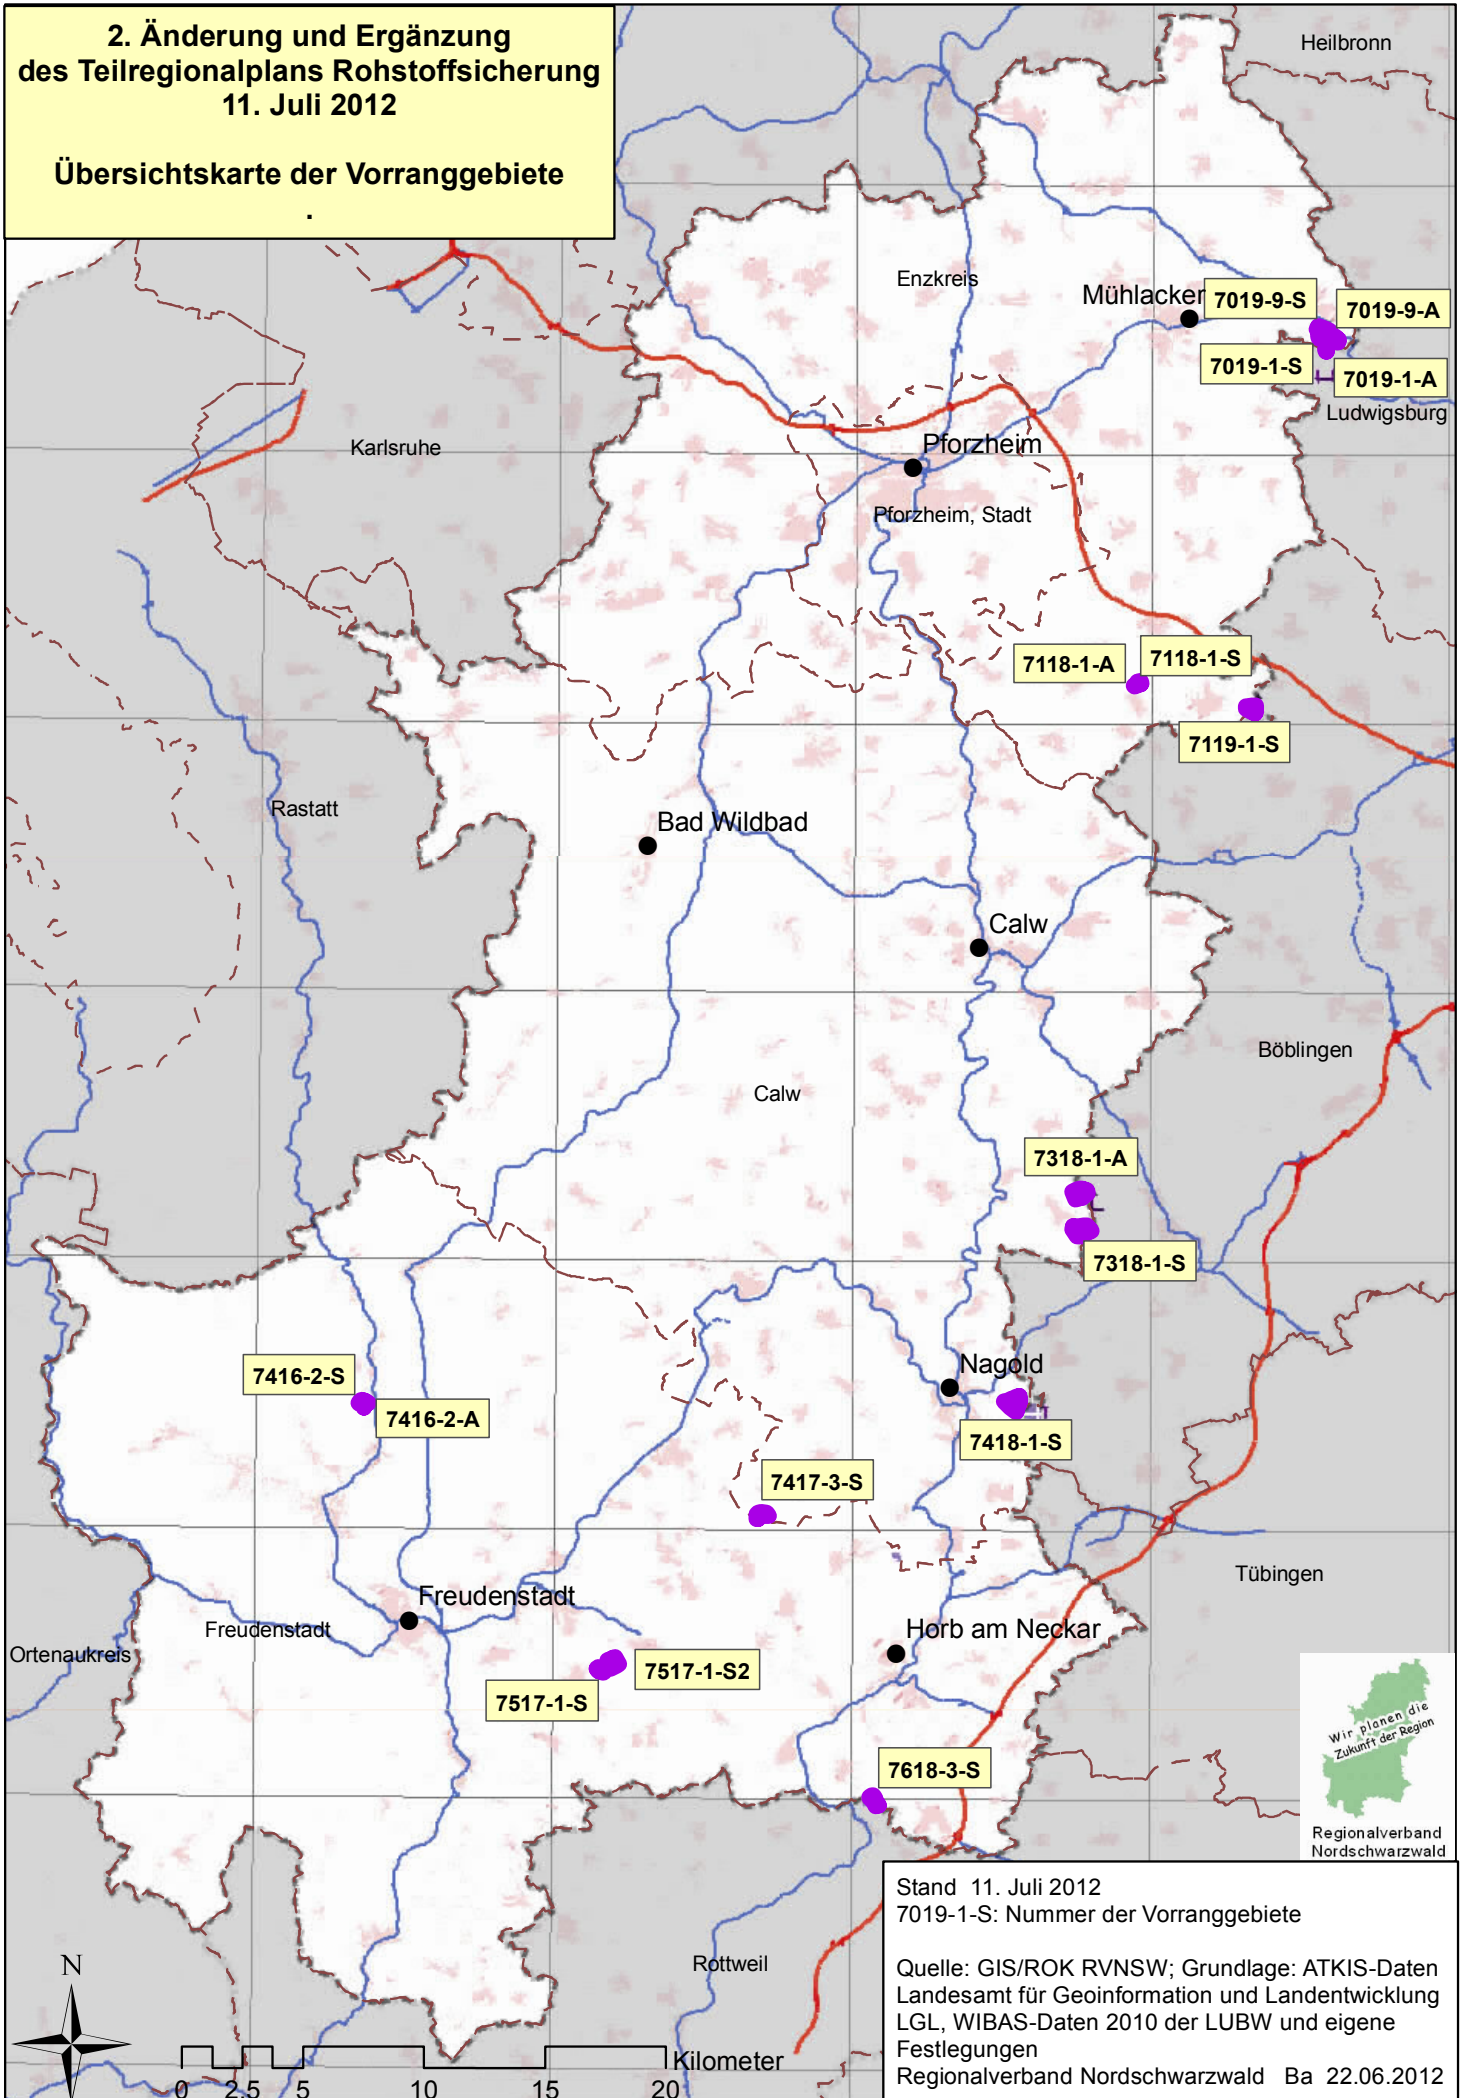 2. Änderung und Ergänzung
des Teilregionalplans Rohstoffsicherung
11. Juli 2012
Übersichtskarte der Vorranggebiete
.
Heilbronn
Enzkreis
Mühlacker
7019-9-S
7019-9-A
7019-1-S
7019-1-A
Ludwigsburg
Karlsruhe
Pforzheim
Pforzheim, Stadt
7118-1-A
7118-1-S
7119-1-S
Rastatt
Bad Wildbad
Calw
Böblingen
Calw
7318-1-A
7318-1-S
Nagold
7416-2-S
7416-2-A
7418-1-S
7417-3-S
Tübingen
Freudenstadt
Freudenstadt
Horb am Neckar
Ortenaukreis
7517-1-S2
7517-1-S
7618-3-S
Wir planen die
Zukunft der Region
Regionalverband
Nordschwarzwald
Rottweil
Stand 11. Juli 2012
7019-1-S: Nummer der Vorranggebiete
Quelle: GIS/ROK RVNSW; Grundlage: ATKIS-Daten
Landesamt für Geoinformation und Landentwicklung
LGL, WIBAS-Daten 2010 der LUBW und eigene
Festlegungen
Regionalverband Nordschwarzwald Ba 22.06.2012
N
Kilometer
0 2,5 5 10 15 20